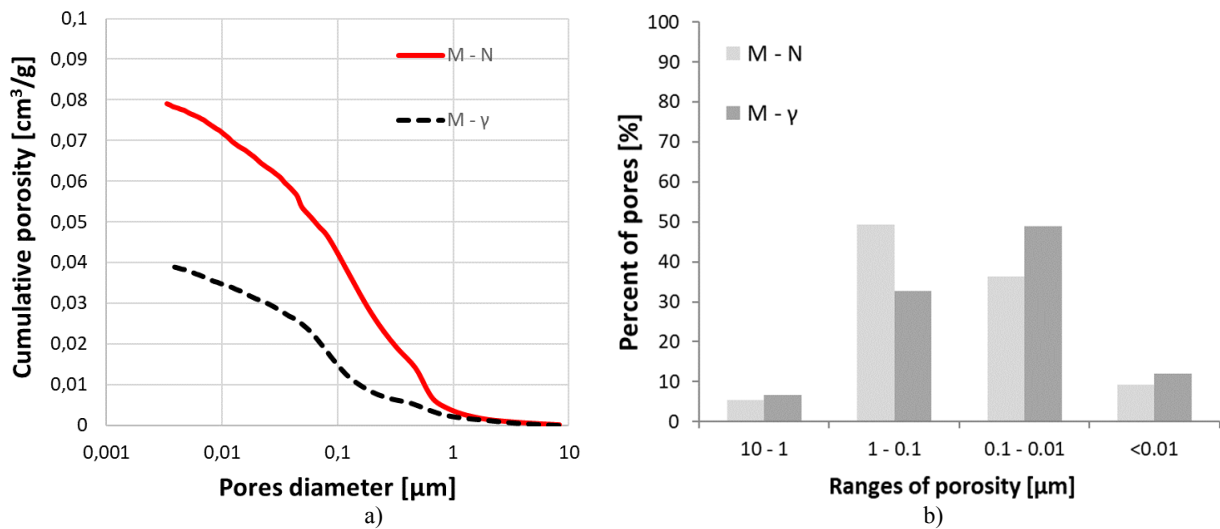 Cumulative porosity [cm³/g]
0,1
0,09
0,08
0,07
0,06
0,05
0,04
0,03
0,02
0,01
0
M - N
M - γ
0,001
0,01
0,1
1
10
Pores diameter [µm]
a)
Percent of pores [%]
100
90
80
70
60
50
40
30
20
10
0
M - N
M - γ
10 - 1
1 - 0.1
0.1 - 0.01
<0.01
Ranges of porosity [µm]
b)